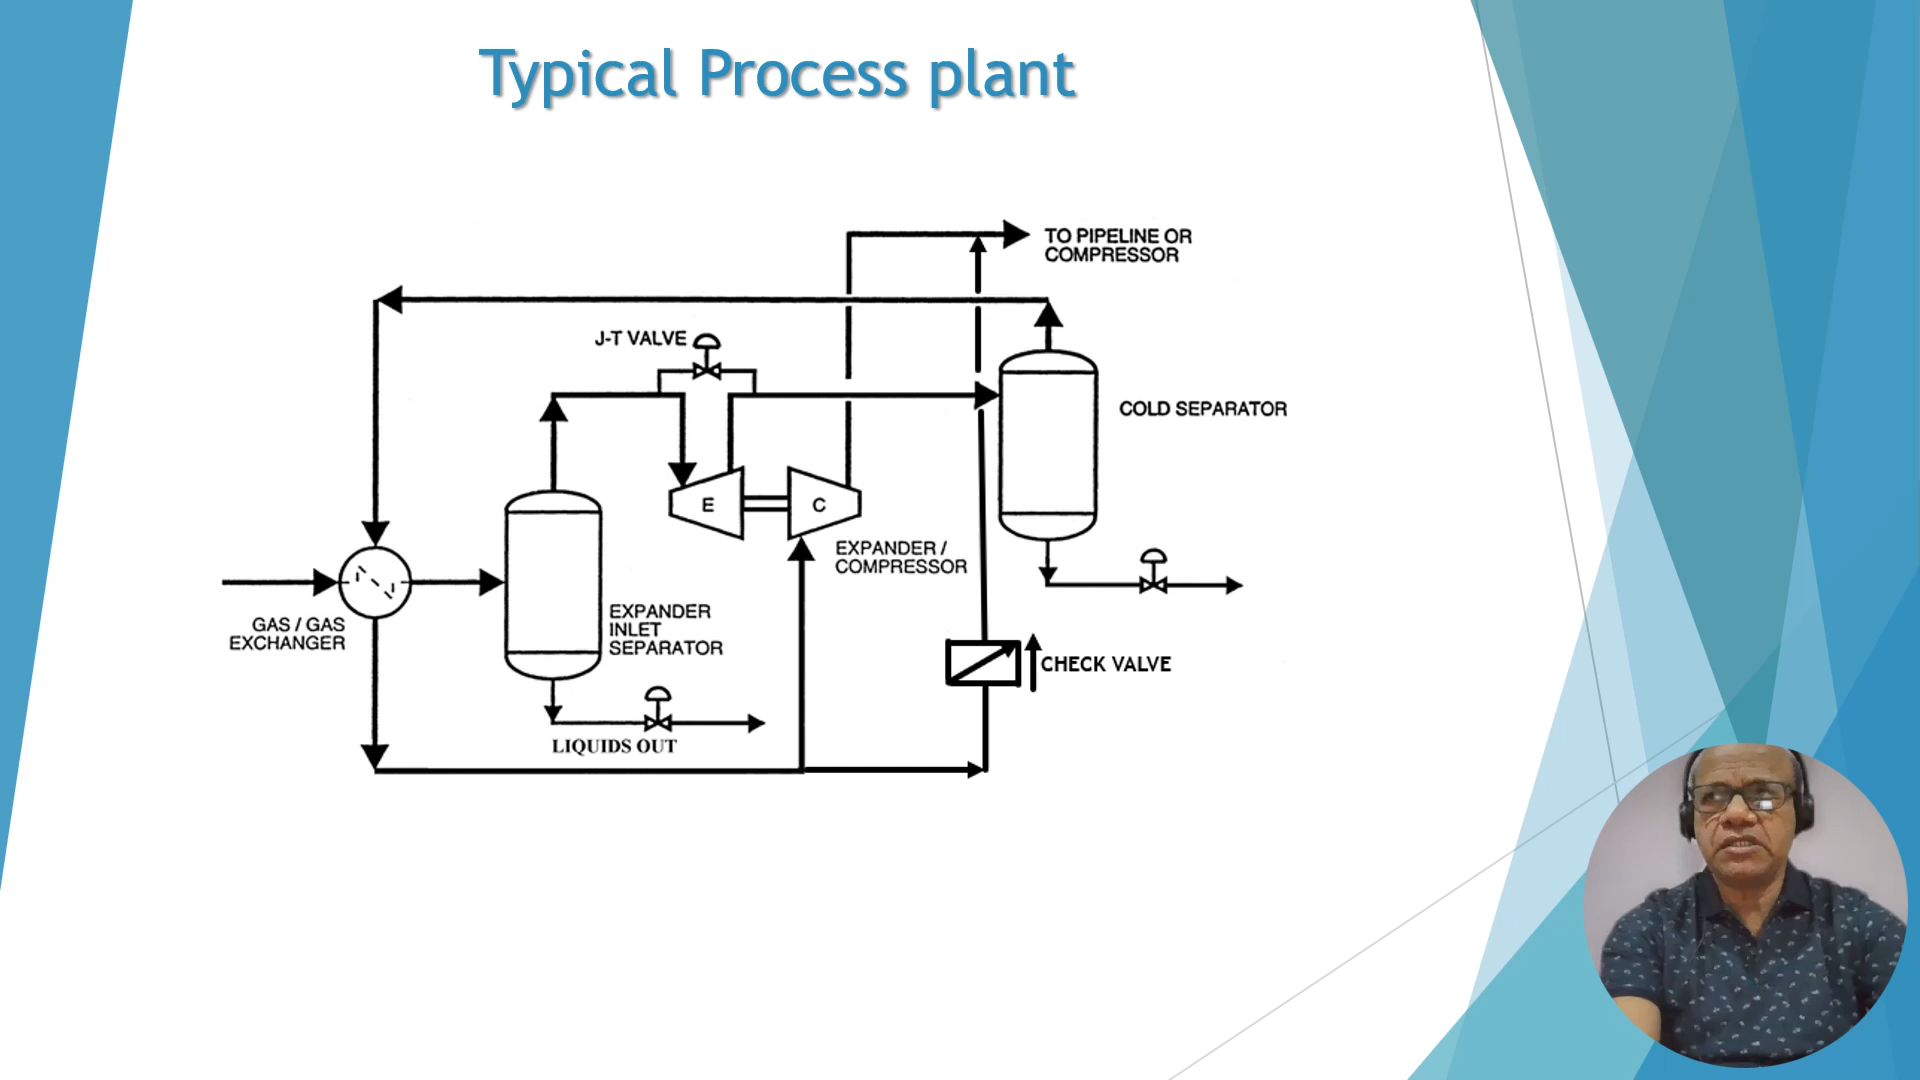 Typical Process plant
TO PIPELINE OR
COMPRESSOR
J-T VALVE
COLD SEPARATOR
E
C
EXPANDER /
COMPRESSOR
GAS / GAS
EXCHANGER
EXPANDER
INLET
SEPARATOR
CHECK VALVE
LIQUIDS OUT